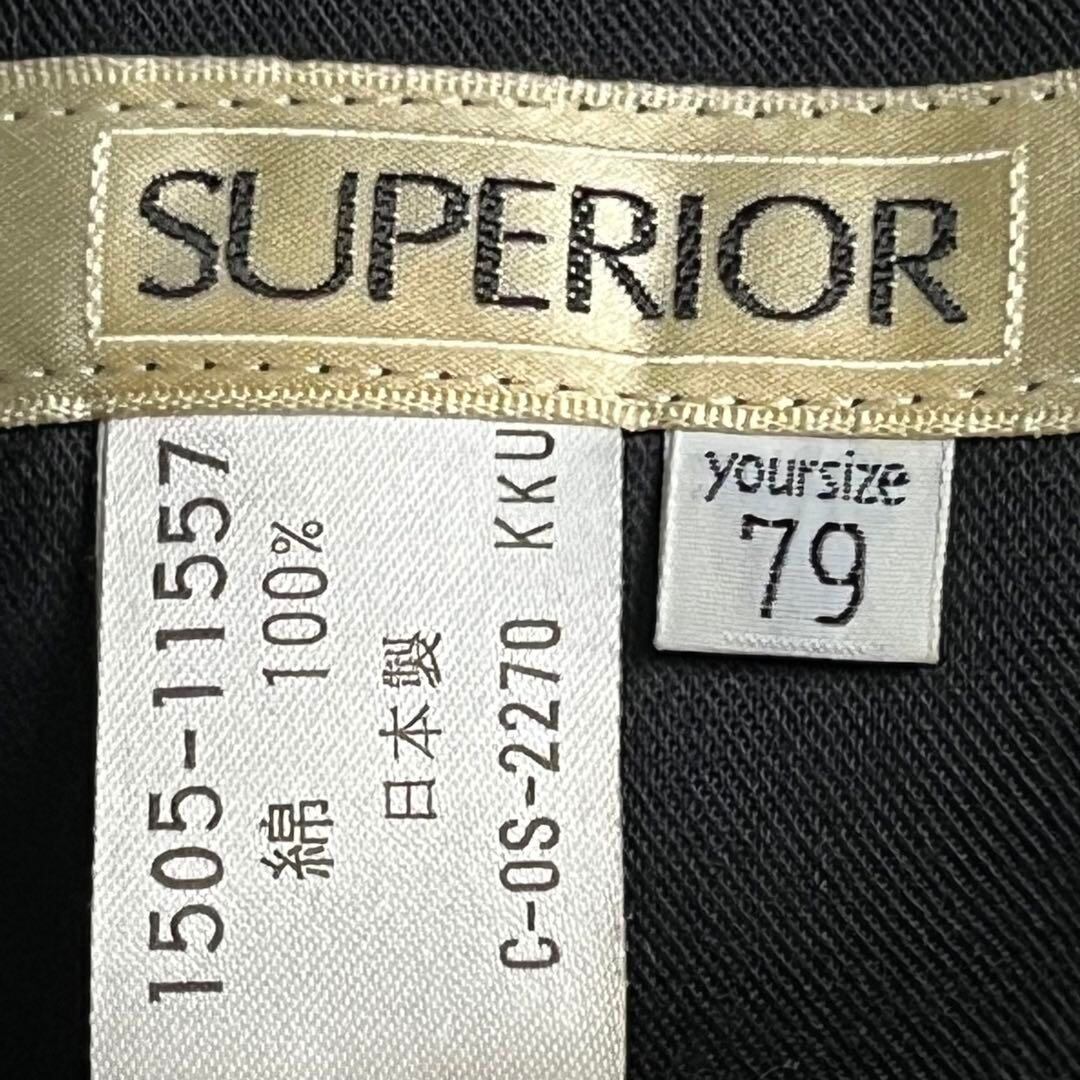 SUPERIOR
yoursize
79
1505-11557
綿 100%
日本製
C-0S-2270 KKU